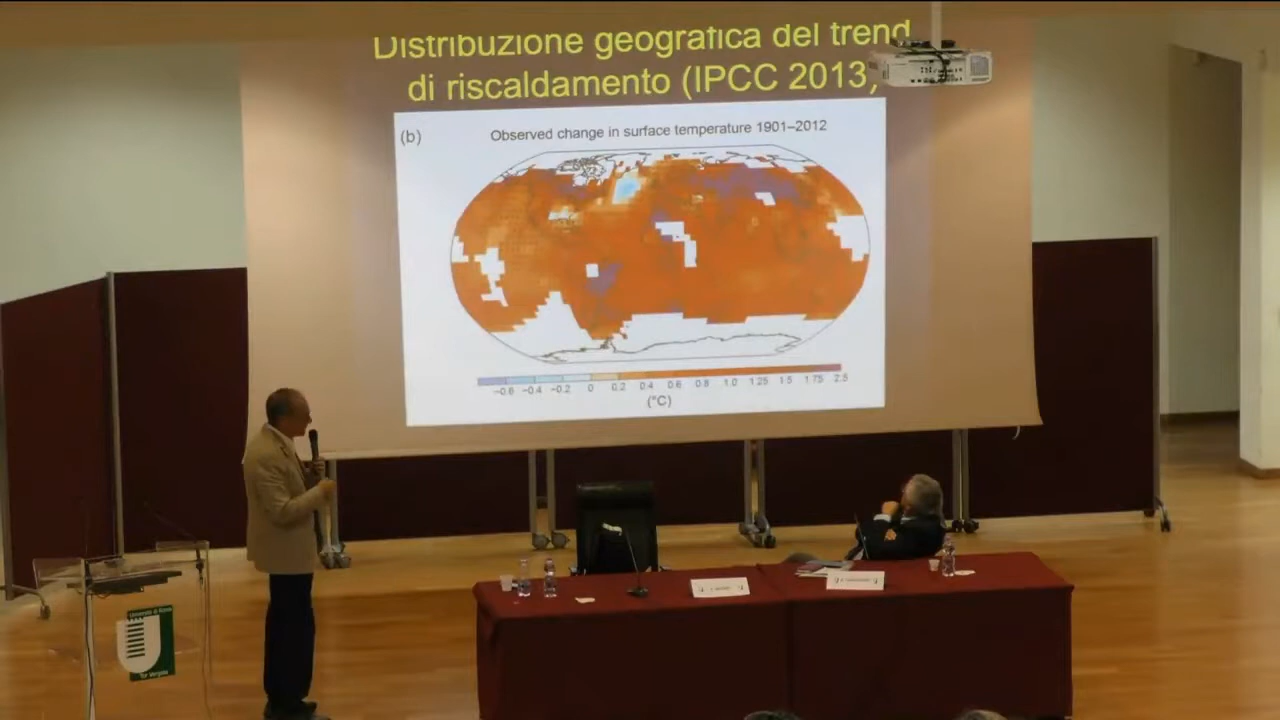 Distribuzione geografica del trend
di riscaldamento (IPCC 2013)
(b)
Observed change in surface temperature 1901–2012
−0.6 −0.4 −0.2 0 0.2 0.4 0.6 0.8 1.0 1.25 1.5 1.75 2.5
(°C)
Tor Vergata